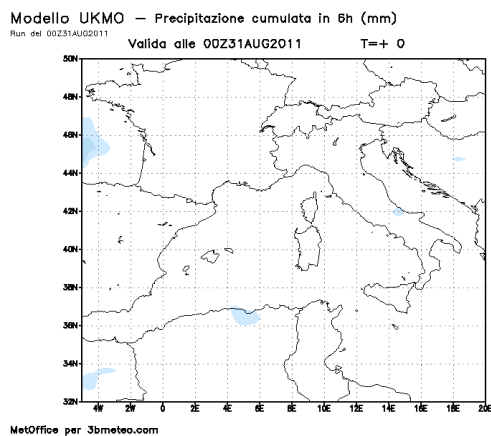 Modello UKMO — Precipitazione cumulata in 6h (mm)
Run del 00Z31AUG2011
Valida alle 00Z31AUG2011 T=+ 0
50N
48N
46N
44N
42N
40N
38N
36N
34N
32N
4W 2W 0 2E 4E 6E 8E 10E 12E 14E 16E 18E 20E
MetOffice per 3bmeteo.com